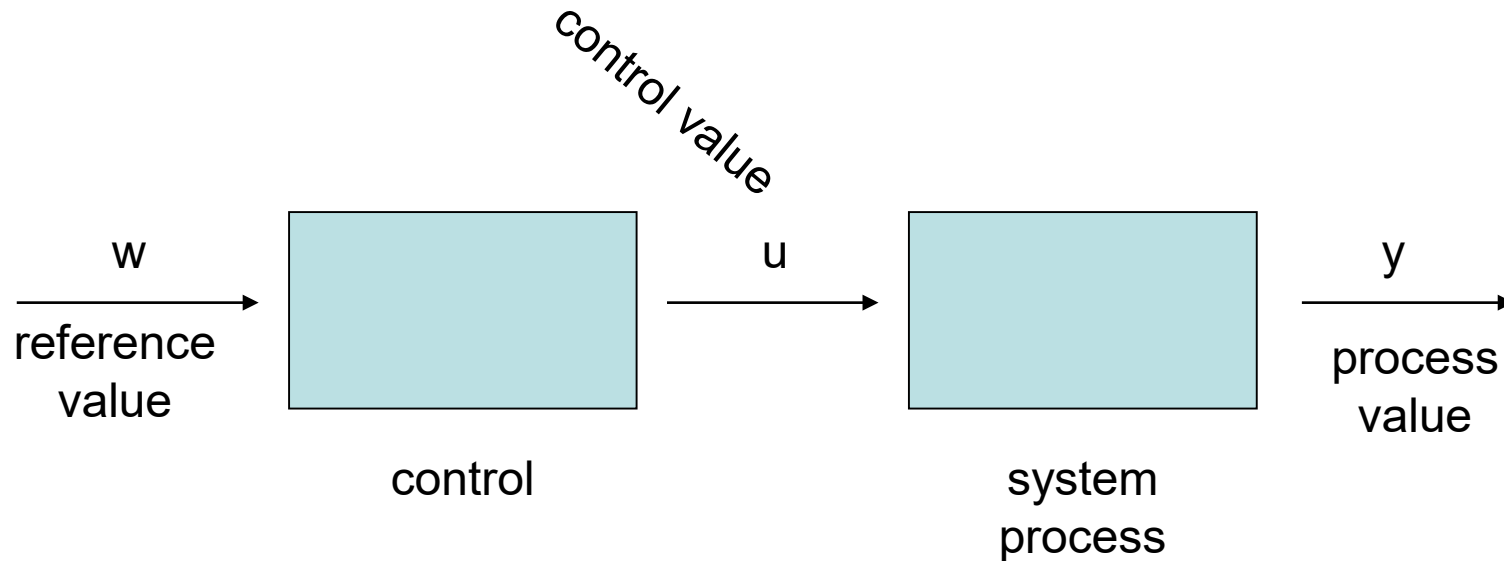 control value
w
u
y
reference
value
process
value
control
system
process